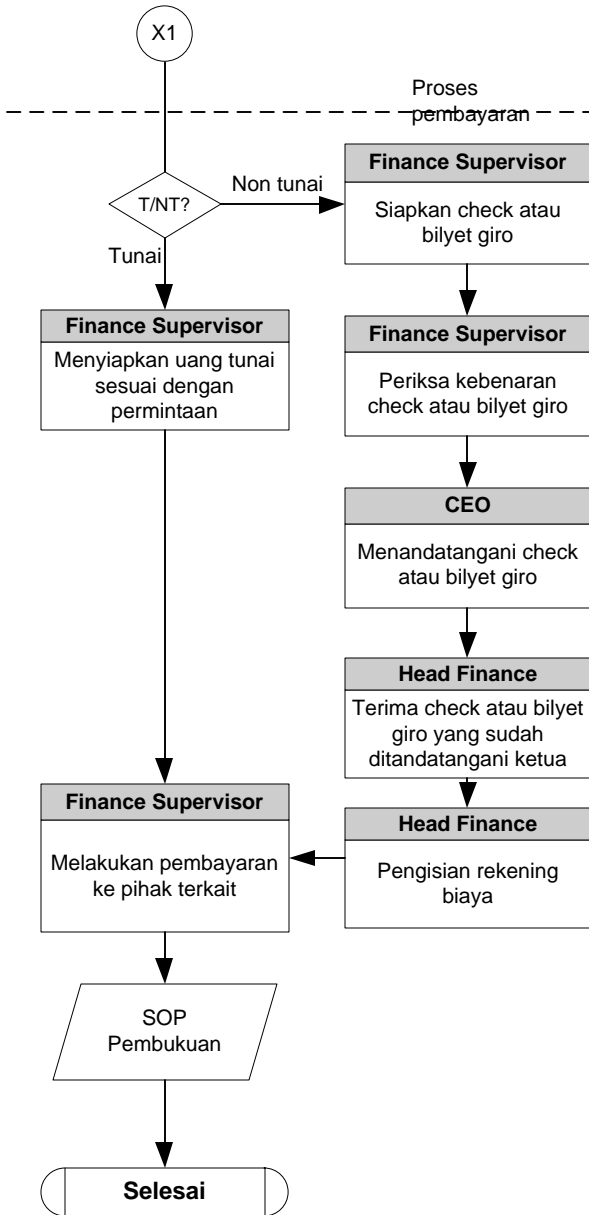 X1
Proses
pembayaran
T/NT?
Non tunai
Tunai
Finance Supervisor
Siapkan check atau
bilyet giro
Finance Supervisor
Menyiapkan uang tunai
sesuai dengan
permintaan
Finance Supervisor
Periksa kebenaran
check atau bilyet giro
CEO
Menandatangani check
atau bilyet giro
Head Finance
Terima check atau bilyet
giro yang sudah
ditandatangani ketua
Head Finance
Pengisian rekening
biaya
Finance Supervisor
Melakukan pembayaran
ke pihak terkait
SOP
Pembukuan
Selesai